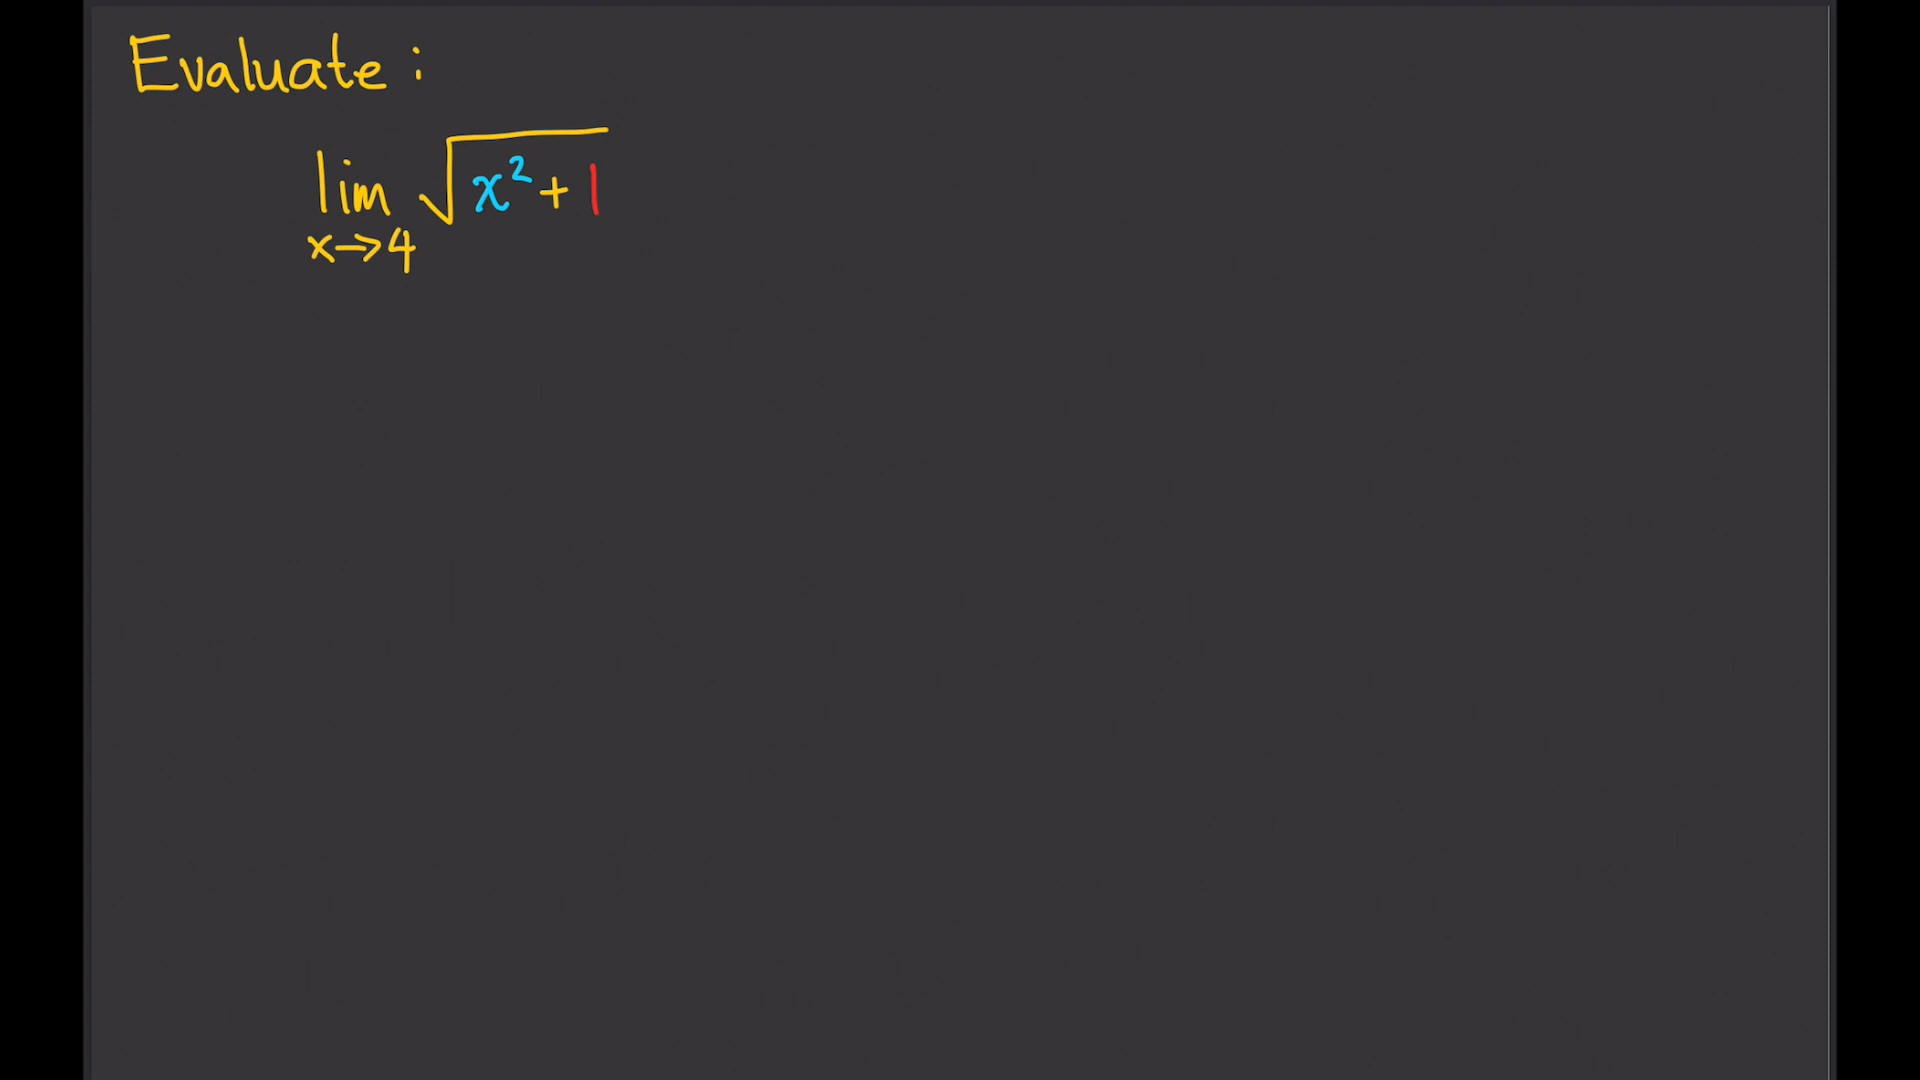 Evaluate :
lim √(x² + 1)
x→4